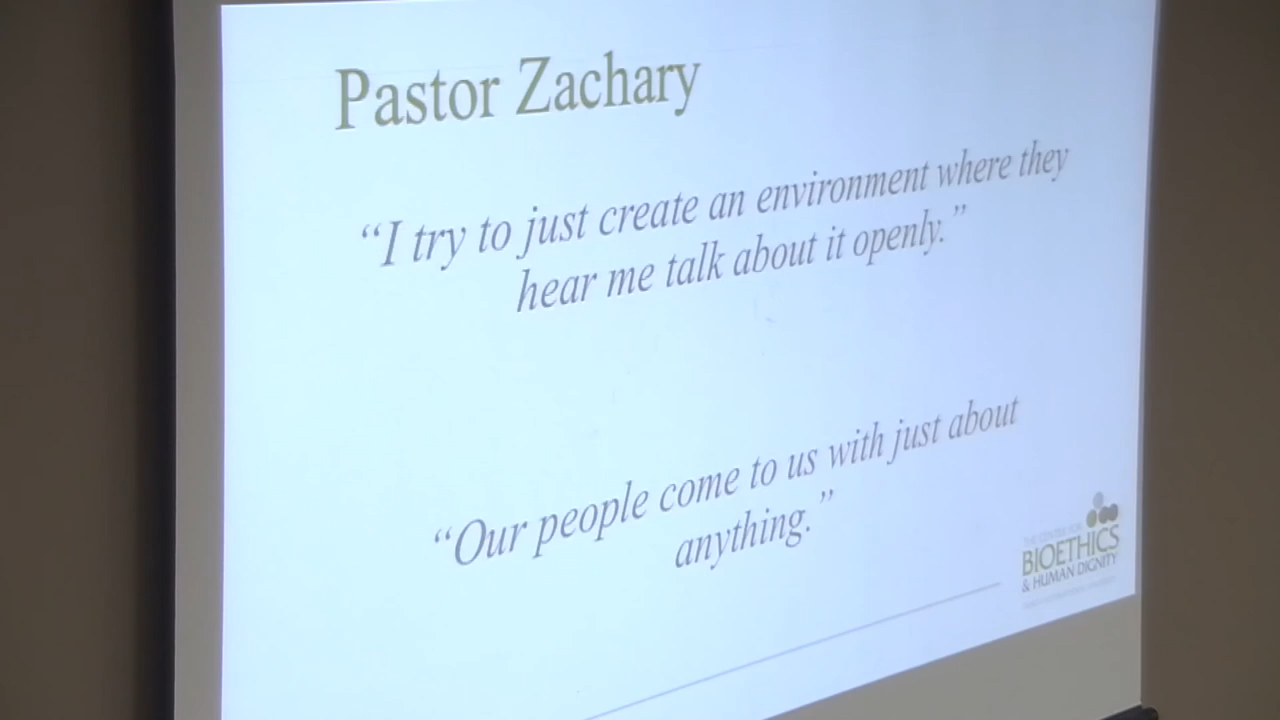 Pastor Zachary
“I try to just create an environment where they
hear me talk about it openly.”
“Our people come to us with just about
anything.”
THE CENTER FOR
BIOETHICS
& HUMAN DIGNITY